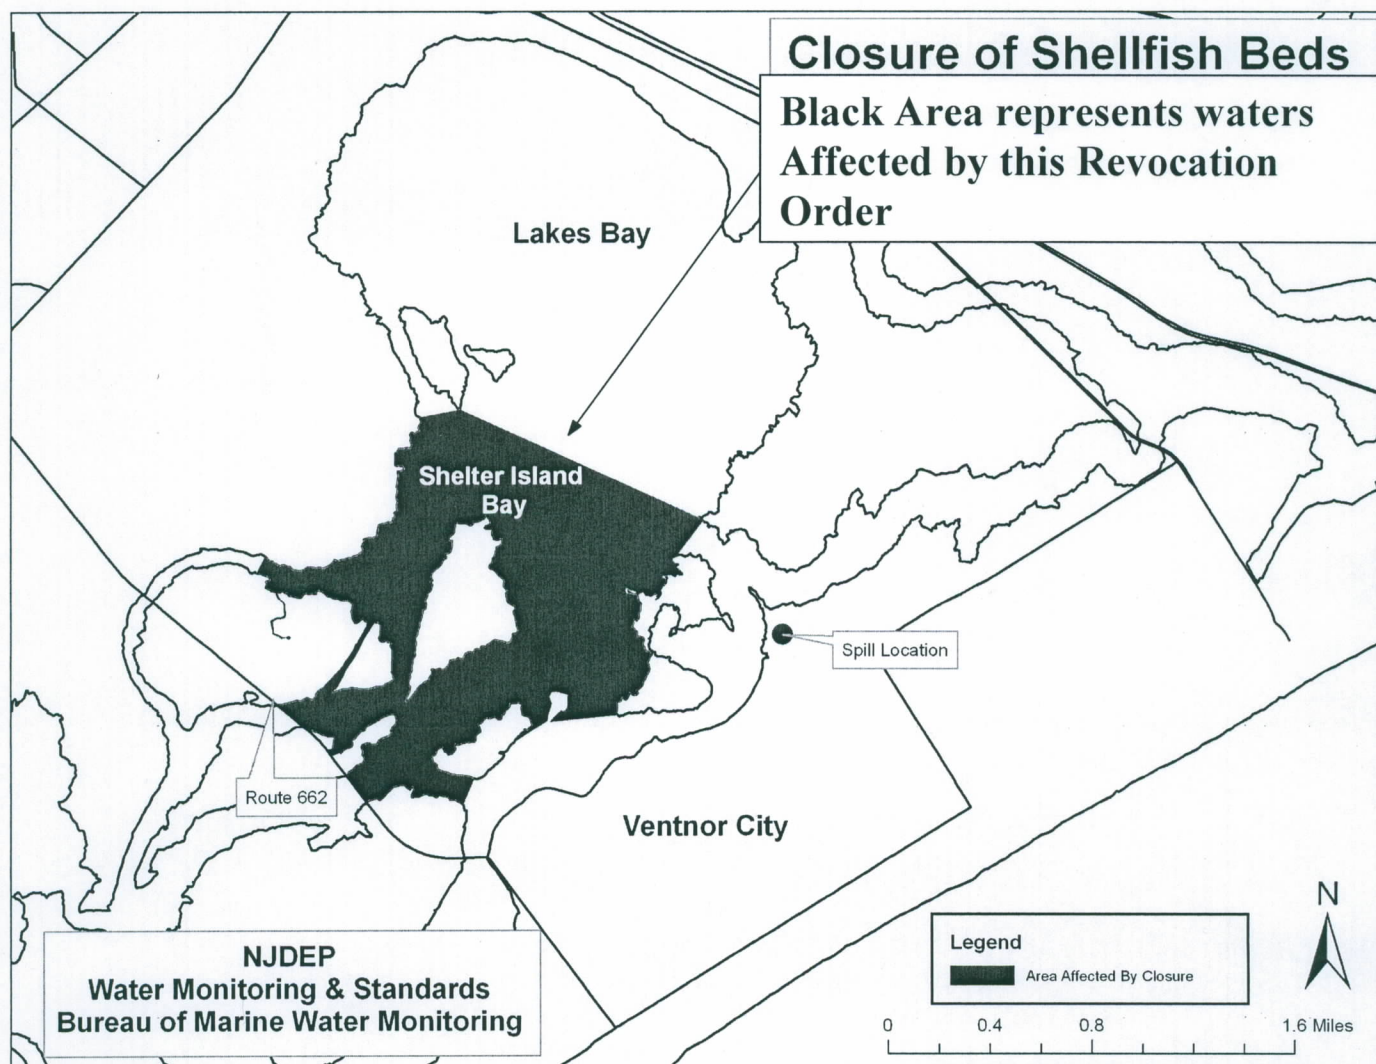 Closure of Shellfish Beds
Black Area represents waters
Affected by this Revocation
Order
Lakes Bay
Shelter Island
Bay
Spill Location
Route 662
Ventnor City
N
Legend
Area Affected By Closure
NJDEP
Water Monitoring & Standards
Bureau of Marine Water Monitoring
0 0.4 0.8 1.6 Miles